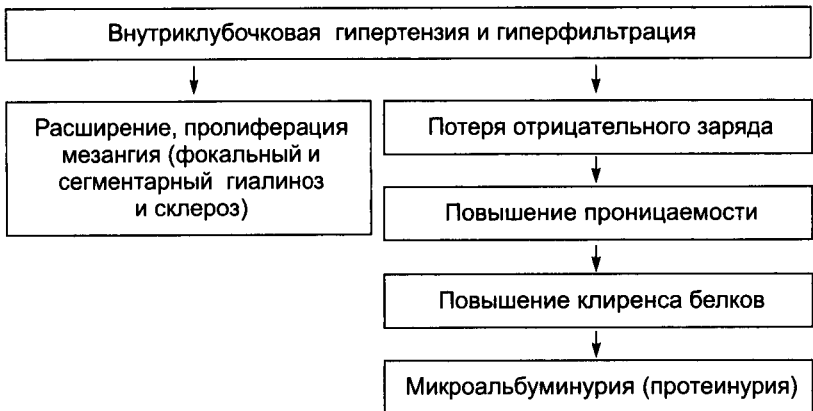 Внутриклубочковая гипертензия и гиперфильтрация
Расширение, пролиферация
мезангия (фокальный и
сегментарный гиалиноз
и склероз)
Потеря отрицательного заряда
Повышение проницаемости
Повышение клиренса белков
Микроальбуминурия (протеинурия)